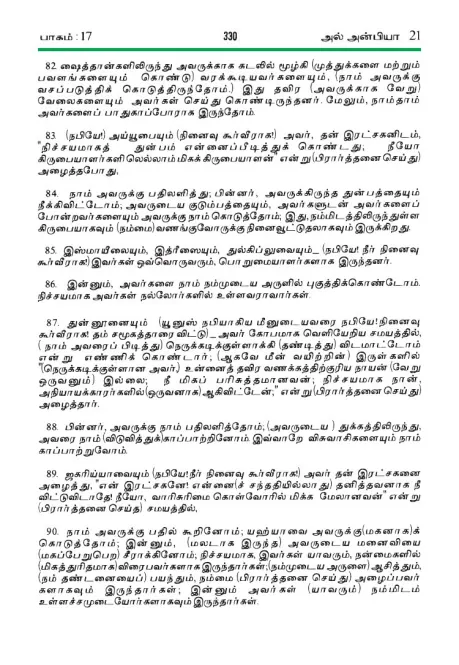 பாகம் : 17 330 அல் அன்பியா 21
82. ஷைத்தான்களிலிருந்து அவருக்காக கடலில் மூழ்கி (முத்துக்களை மற்றும்
பவளங்களையும் கொண்டு) வரக்கூடியவர்களையும், (நாம் அவருக்கு
வசப்படுத்திக் கொடுத்திருந்தோம்.) இது தவிர (அவருக்காக வேறு)
வேலைகளையும் அவர்கள் செய்து கொண்டிருந்தனர். மேலும், நாம்தாம்
அவர்களைப் பாதுகாப்போராக இருந்தோம்.
83. (நபியே!) அய்யூபையும் (நினைவு கூர்வீராக!) அவர், தன் இரட்சகனிடம்,
"நிச்சயமாகத் துன்பம் என்னைப்பீடித்துக் கொண்டது, நீயோ
கிருபையாளர்களிலெல்லாம் மிகக்கிருபையாளன்" என்று (பிரார்த்தனை செய்து)
அழைத்தபோது,
84. நாம் அவருக்கு பதிலளித்து; பின்னர், அவருக்கிருந்த துன்பத்தையும்
நீக்கிவிட்டோம்; அவருடைய குடும்பத்தையும், அவர்களுடன் அவர்களைப்
போன்றவர்களையும் அவருக்கு நாம் கொடுத்தோம்; இது, நம்மிடத்திலிருந்துள்ள
கிருபையாகவும் (நம்மை) வணங்குவோருக்கு நினைவூட்டுதலாகவும் இருக்கிறது.
85. இஸ்மாயீலையும், இத்ரீஸையும், துல்கிப்லுவையும்_ (நபியே! நீர் நினைவு
கூர்வீராக!) இவர்கள் ஒவ்வொருவரும், பொறுமையாளர்களாக இருந்தனர்.
86. இன்னும், அவர்களை நாம் நம்முடைய அருளில் புகுத்திக்கொண்டோம்.
நிச்சயமாக அவர்கள் நல்லோர்களில் உள்ளவராவார்கள்.
87. துன்னூனையும் (யூனுஸ் நபியாகிய மீனுடையவரை நபியே! நினைவு
கூர்வீராக! தம் சமூகத்தாரை விட்டு) _ அவர் கோபமாக வெளியேறிய சமயத்தில்,
( நாம் அவரைப் பிடித்து) நெருக்கடிக்குள்ளாக்கி (தண்டித்து) விடமாட்டோம்
என்று எண்ணிக் கொண்டார்; (ஆகவே மீன் வயிற்றின்) இருள்களில்
"(நெருக்கடிக்குள்ளான அவர்,) உன்னைத் தவிர வணக்கத்திற்குரிய நாயன் (வேறு
ஒருவனும்) இல்லை; நீ மிகப் பரிசுத்தமானவன்; நிச்சயமாக நான்,
அநியாயக்காரர்களில் (ஒருவனாக) ஆகிவிட்டேன்;" என்று (பிரார்த்தனை செய்து)
அழைத்தார்.
88. பின்னர், அவருக்கு நாம் பதிலளித்தோம்; (அவருடைய ) துக்கத்திலிருந்து,
அவரை நாம் (விடுவித்துக்) காப்பாற்றினோம். இவ்வாறே விசுவாசிகளையும் நாம்
காப்பாற்றுவோம்.
89. ஜகரிய்யாவையும் (நபியே! நீர் நினைவு கூர்வீராக!) அவர் தன் இரட்சகனை
அழைத்து, "என் இரட்சகனே! என்னை(ச் சந்ததியில்லாது) தனித்தவனாக நீ
விட்டுவிடாதே! நீயோ, வாரிசுரிமை கொள்வோரில் மிக்க மேலானவன்" என்று
(பிரார்த்தனை செய்த) சமயத்தில்,
90. நாம் அவருக்கு பதில் கூறினோம்; யஹ்யாவை அவருக்கு (மகனாக)க்
கொடுத்தோம்; இன்னும், (மலடாக இருந்த) அவருடைய மனைவியை
(மகப்பேறுபெற) சீராக்கினோம்; நிச்சயமாக, இவர்கள் யாவரும், நன்மைகளில்
(மிகத்துரிதமாக) விரைபவர்களாக இருந்தார்கள்; (நம்முடைய அருளை) ஆசித்தும்,
(நம் தண்டனையைப்) பயந்தும், நம்மை (பிரார்த்தனை செய்து) அழைப்பவர்
களாகவும் இருந்தார்கள்; இன்னும் அவர்கள் (யாவரும்) நம்மிடம்
உள்ளச்சமுடையோர்களாகவும் இருந்தார்கள்.